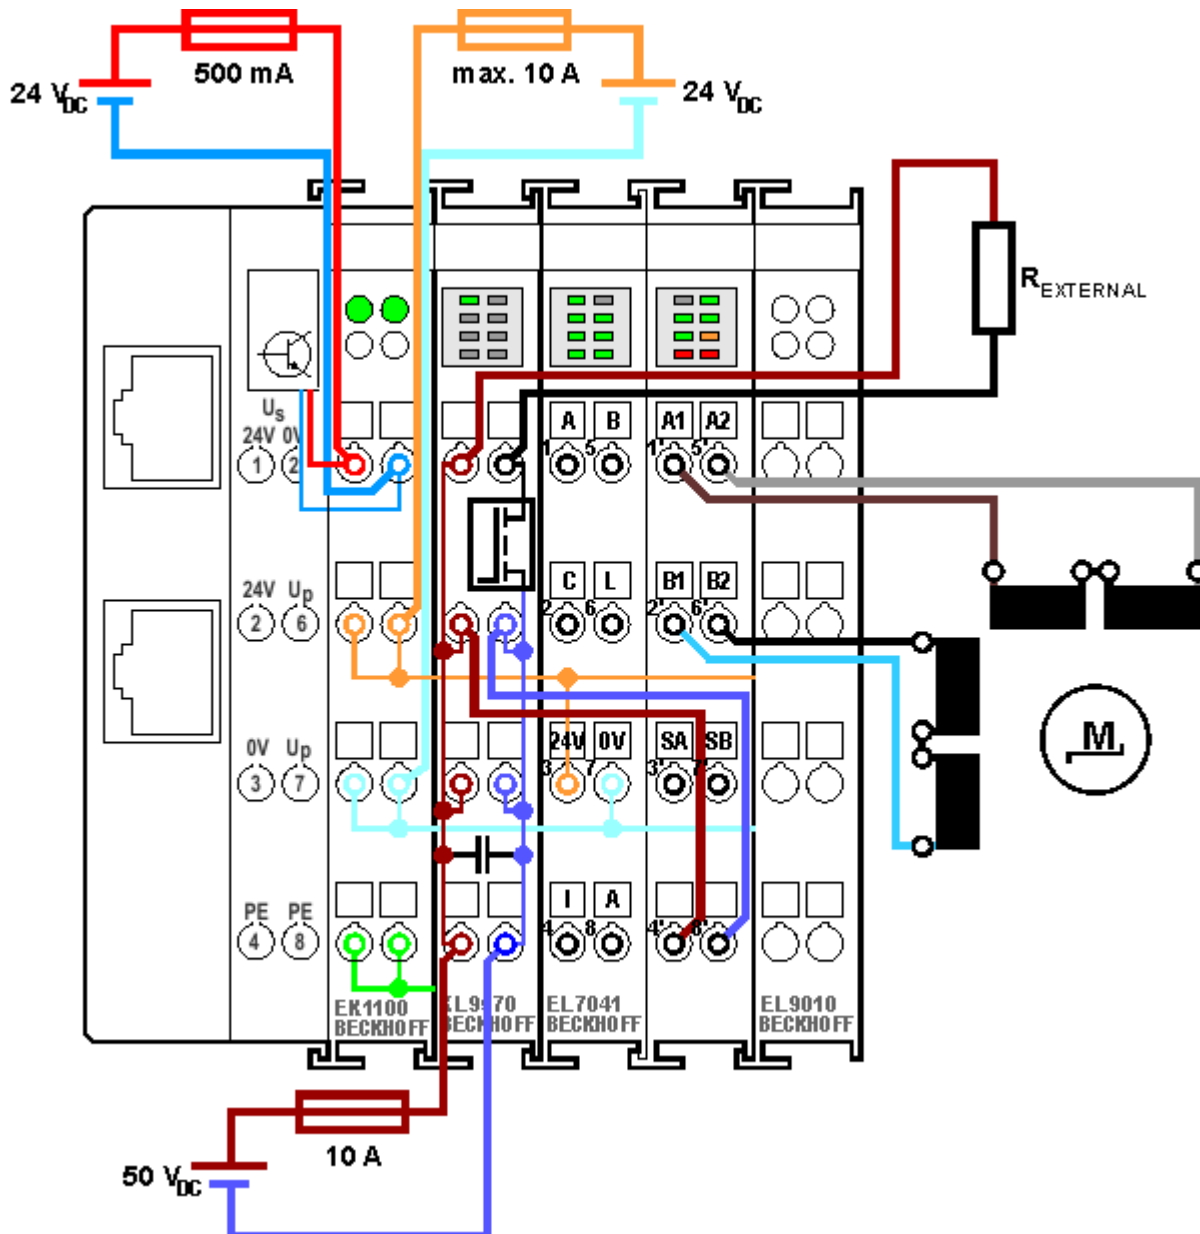 500 mA
max. 10 A
24 VDC
24 VDC
REXTERNAL
Us
24V 0V
1 2
A B
1 5
A1 A2
1' 5'
24V Up
2 6
C L
2 6
B1 B2
2' 6'
M
0V Up
3 7
24V 0V
3 7
SA SB
3' 7'
PE PE
4 8
I A
4 8
4' 8'
EK1100
BECKHOFF
BECKHOFF
EL7041
BECKHOFF
EL9010
BECKHOFF
10 A
50 VDC